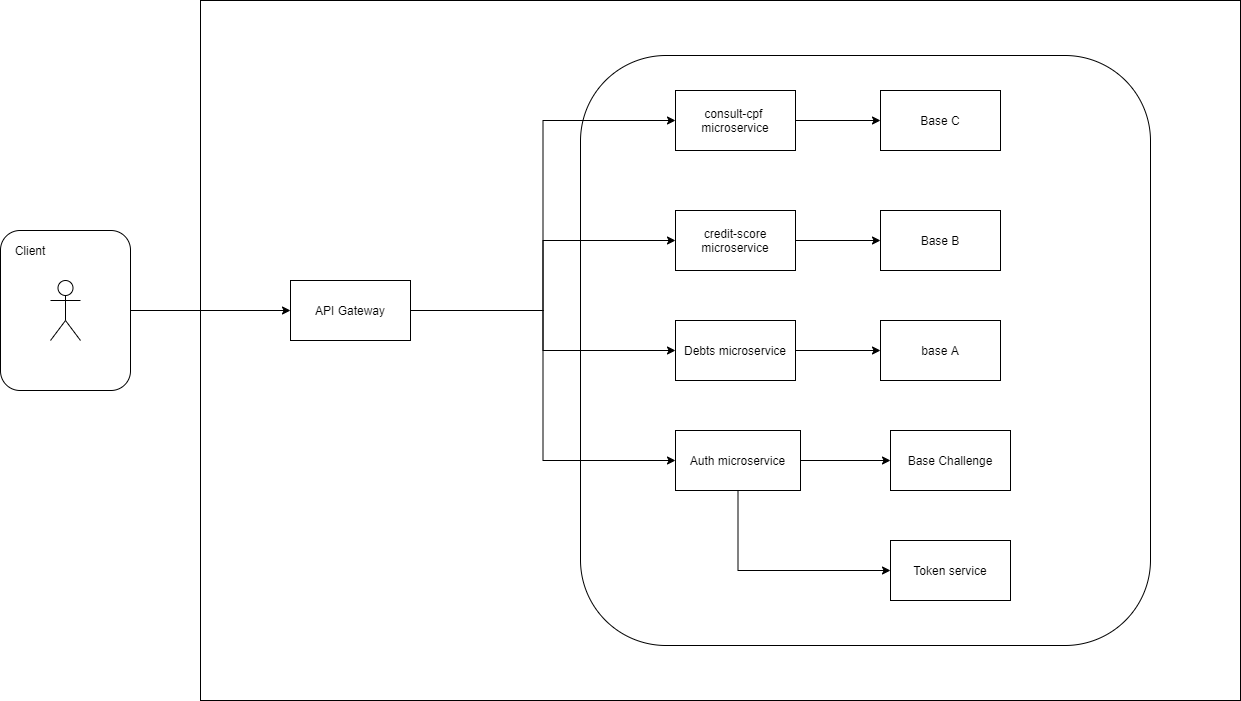 Client
API Gateway
consult-cpf
microservice
Base C
credit-score
microservice
Base B
Debts microservice
base A
Auth microservice
Base Challenge
Token service